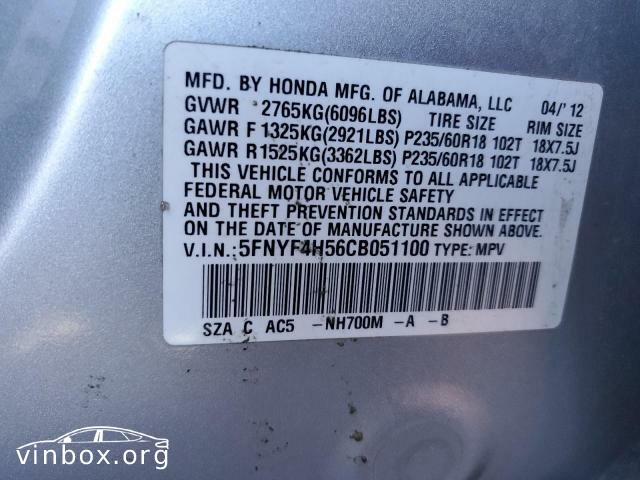 MFD. BY HONDA MFG. OF ALABAMA, LLC 04/'12
GVWR 2765KG(6096LBS) TIRE SIZE RIM SIZE
GAWR F 1325KG(2921LBS) P235/60R18 102T 18X7.5J
GAWR R1525KG(3362LBS) P235/60R18 102T 18X7.5J
THIS VEHICLE CONFORMS TO ALL APPLICABLE
FEDERAL MOTOR VEHICLE SAFETY
AND THEFT PREVENTION STANDARDS IN EFFECT
ON THE DATE OF MANUFACTURE SHOWN ABOVE.
V.I.N.:5FNYF4H56CB051100 TYPE: MPV
SZA C AC5 -NH700M -A -B
vinbox.org